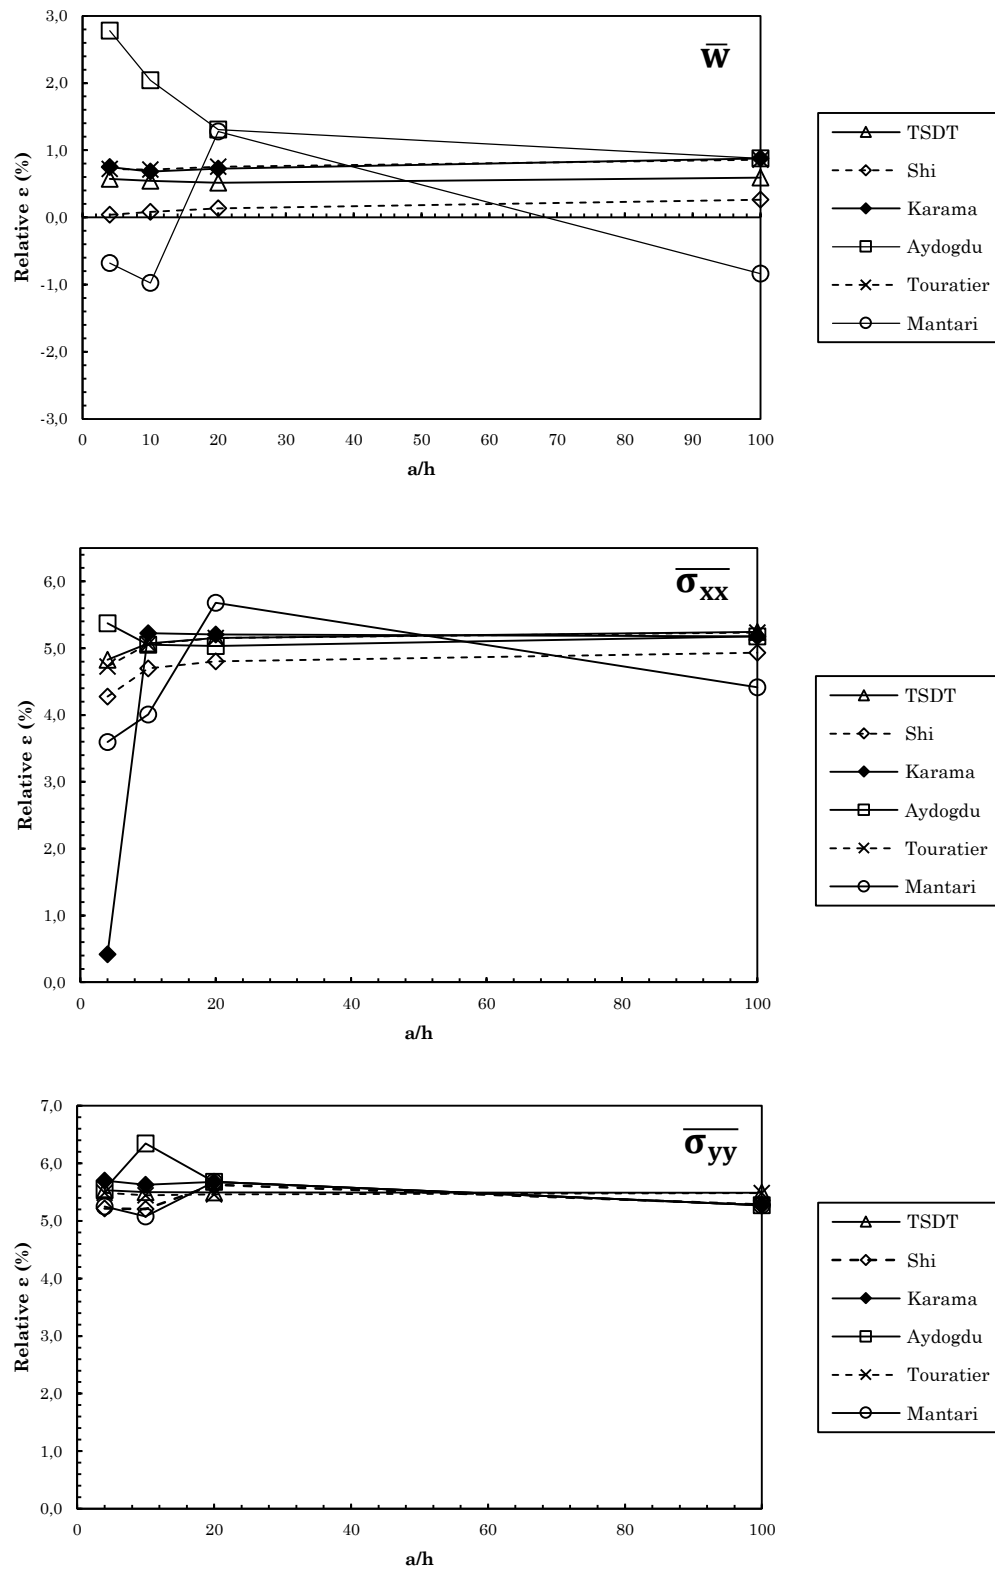 3,0
2,0
1,0
0,0
-1,0
-2,0
-3,0
Relative ε (%)
w̅
0 10 20 30 40 50 60 70 80 90 100
a/h
TSDT
Shi
Karama
Aydogdu
Touratier
Mantari
6,0
5,0
4,0
3,0
2,0
1,0
0,0
Relative ε (%)
σ̅xx
0 20 40 60 80 100
a/h
TSDT
Shi
Karama
Aydogdu
Touratier
Mantari
7,0
6,0
5,0
4,0
3,0
2,0
1,0
0,0
Relative ε (%)
σ̅yy
0 20 40 60 80 100
a/h
TSDT
Shi
Karama
Aydogdu
Touratier
Mantari